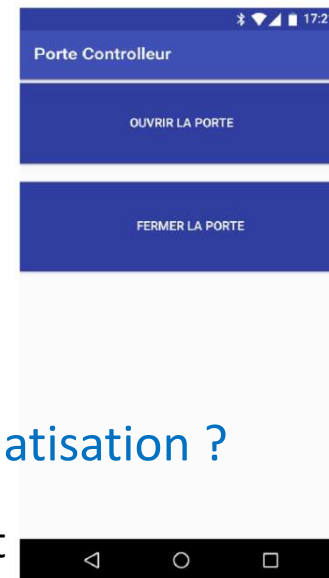 17:2
Porte Controlleur
OUVRIR LA PORTE
FERMER LA PORTE
atisation ?
t